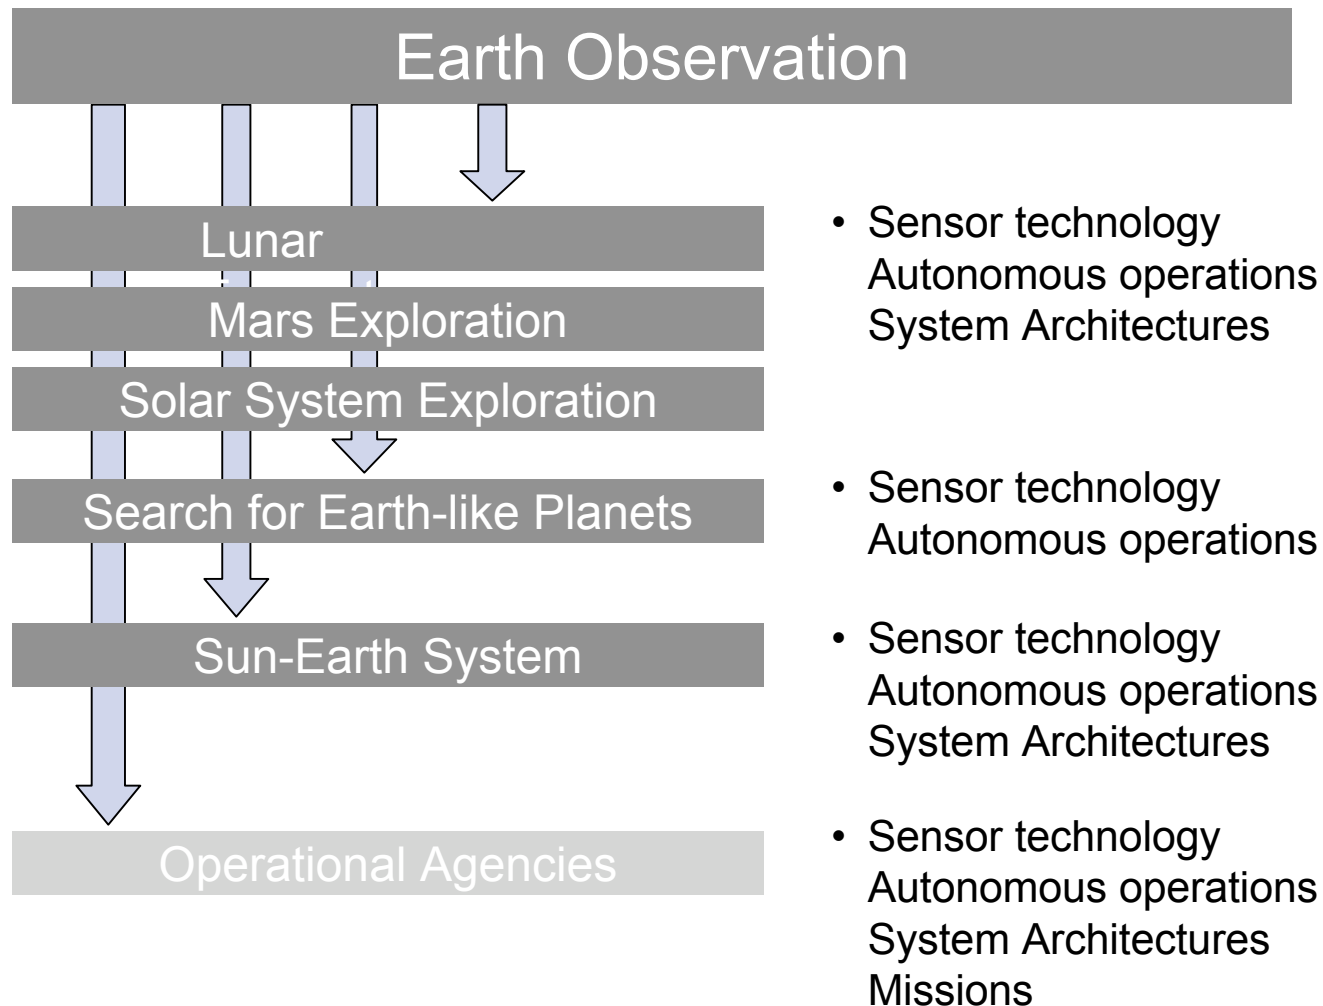 Earth Observation
Lunar
Mars Exploration
Solar System Exploration
Search for Earth-like Planets
Sun-Earth System
Operational Agencies
• Sensor technology
Autonomous operations
System Architectures
• Sensor technology
Autonomous operations
• Sensor technology
Autonomous operations
System Architectures
• Sensor technology
Autonomous operations
System Architectures
Missions